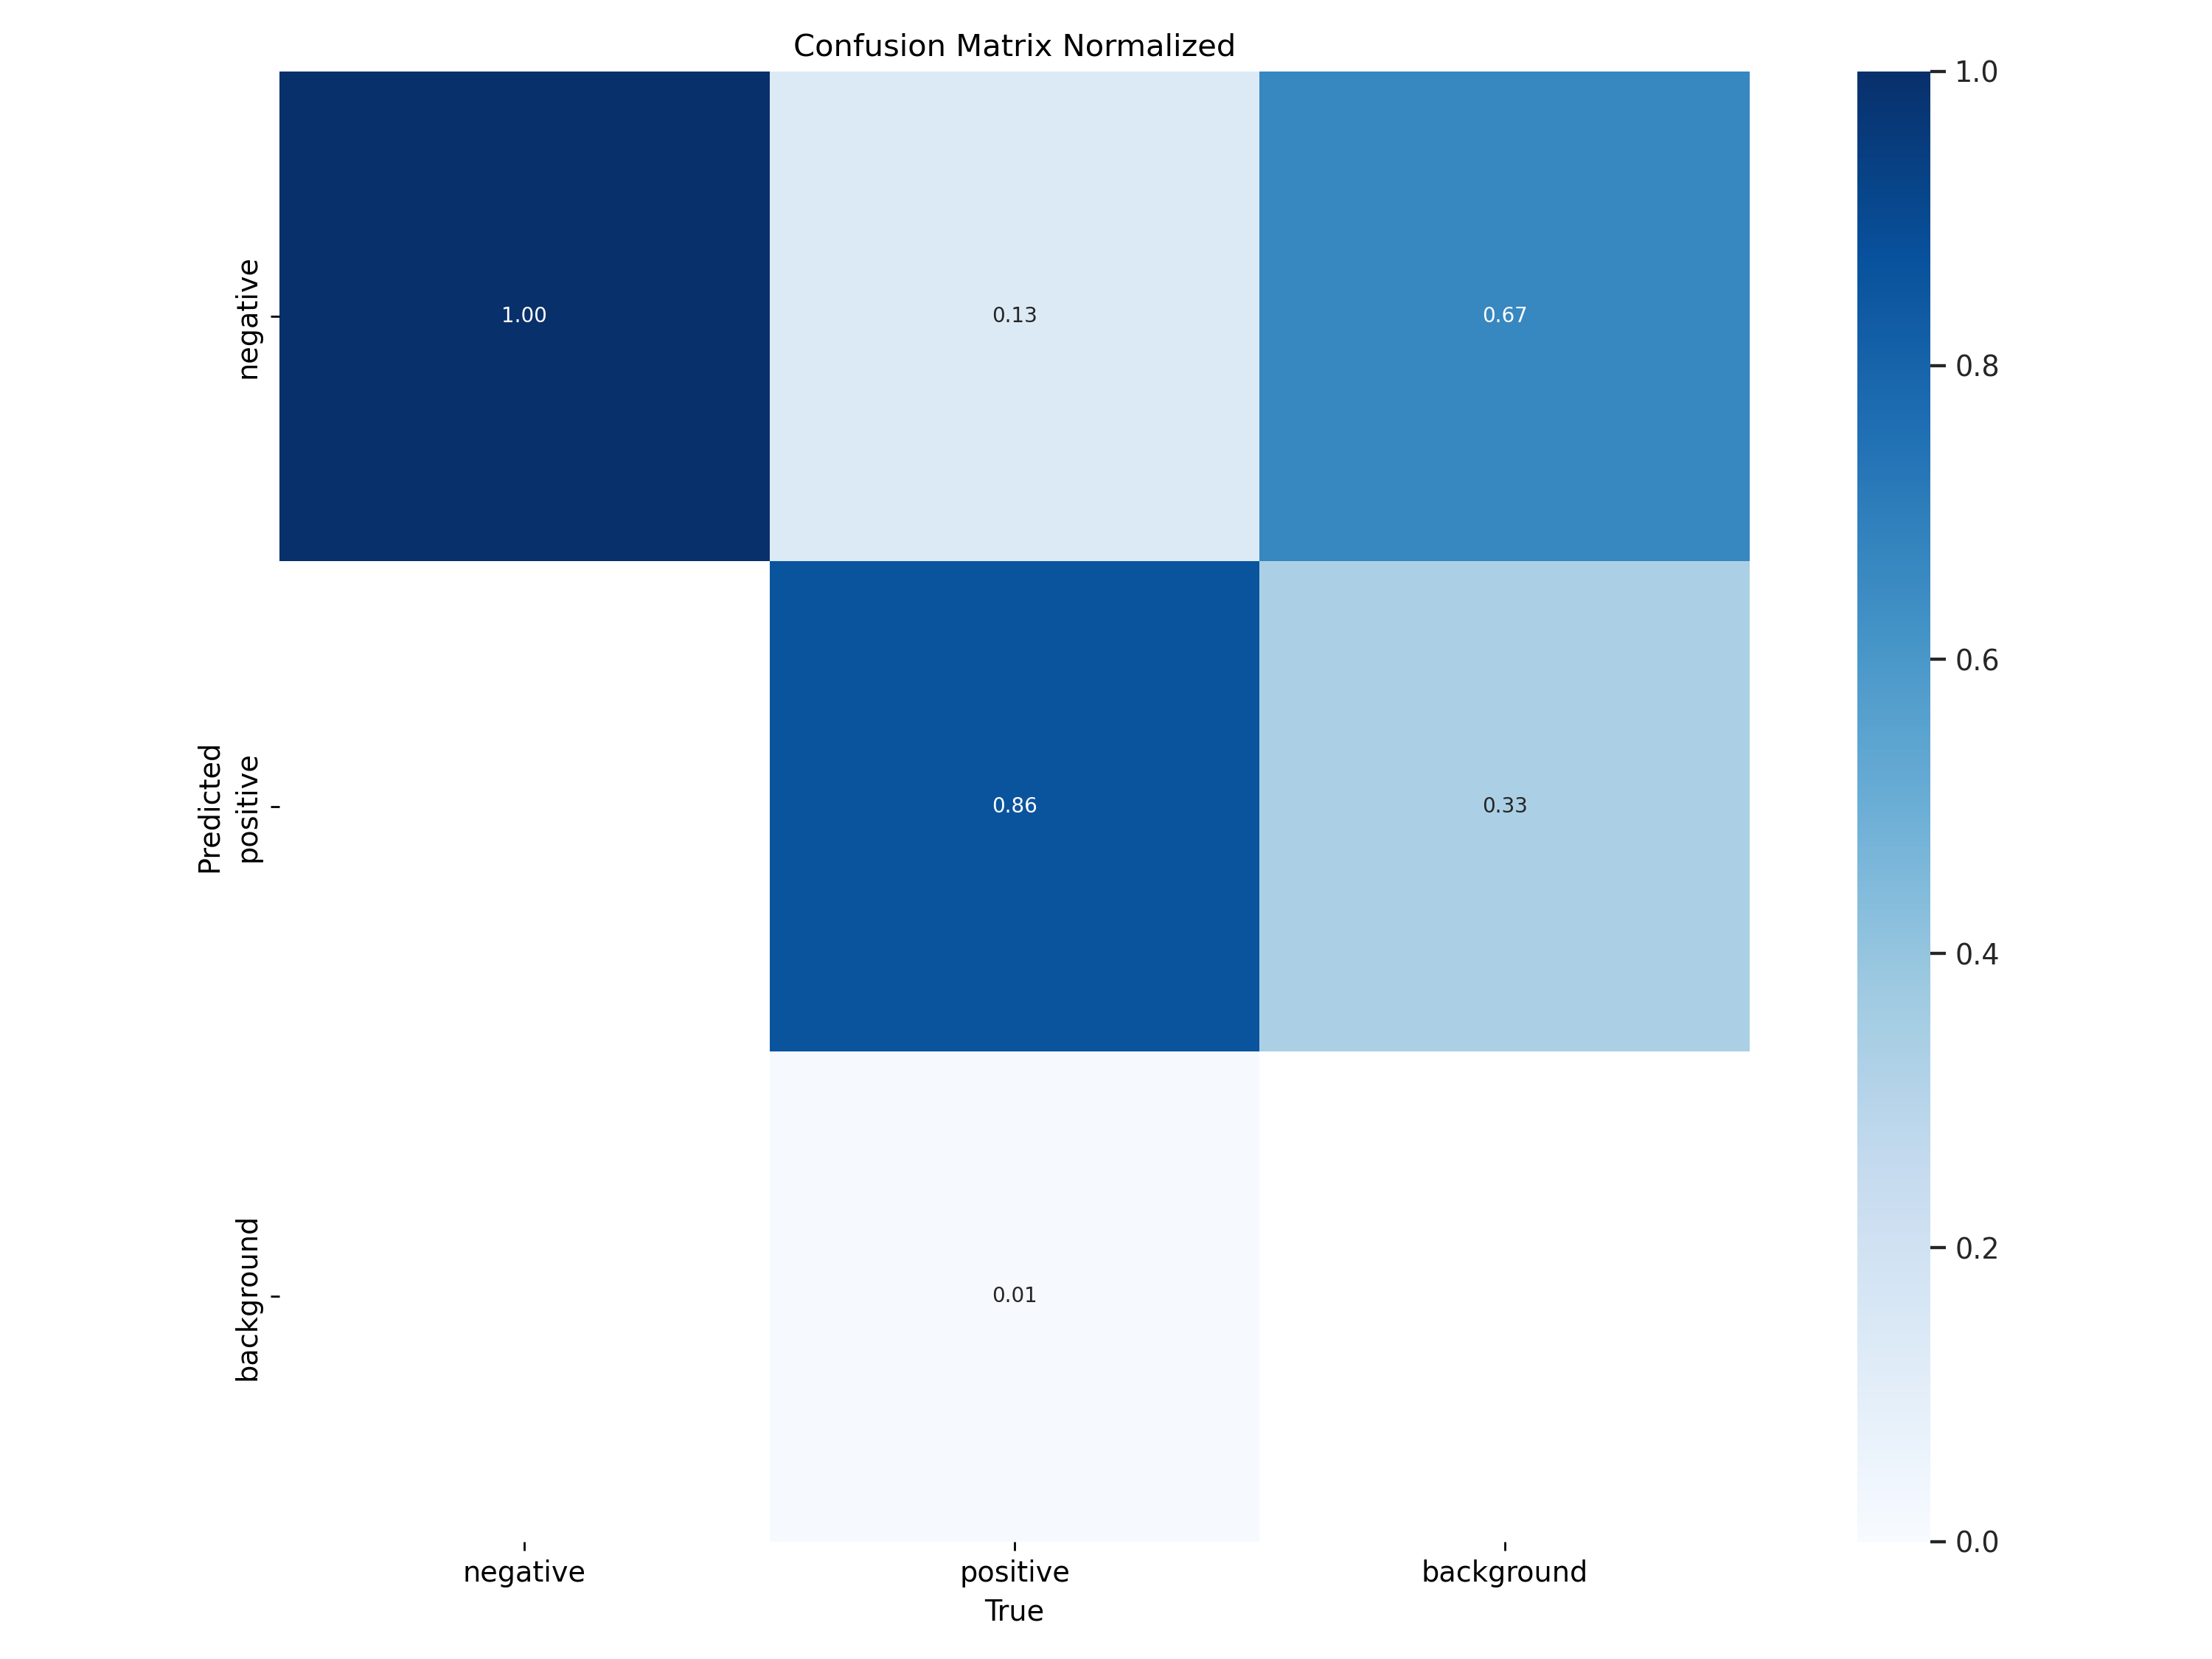 Confusion Matrix Normalized
negative
1.00
0.13
0.67
Predicted
positive
0.86
0.33
background
0.01
negative
positive
background
True
1.0
0.8
0.6
0.4
0.2
0.0